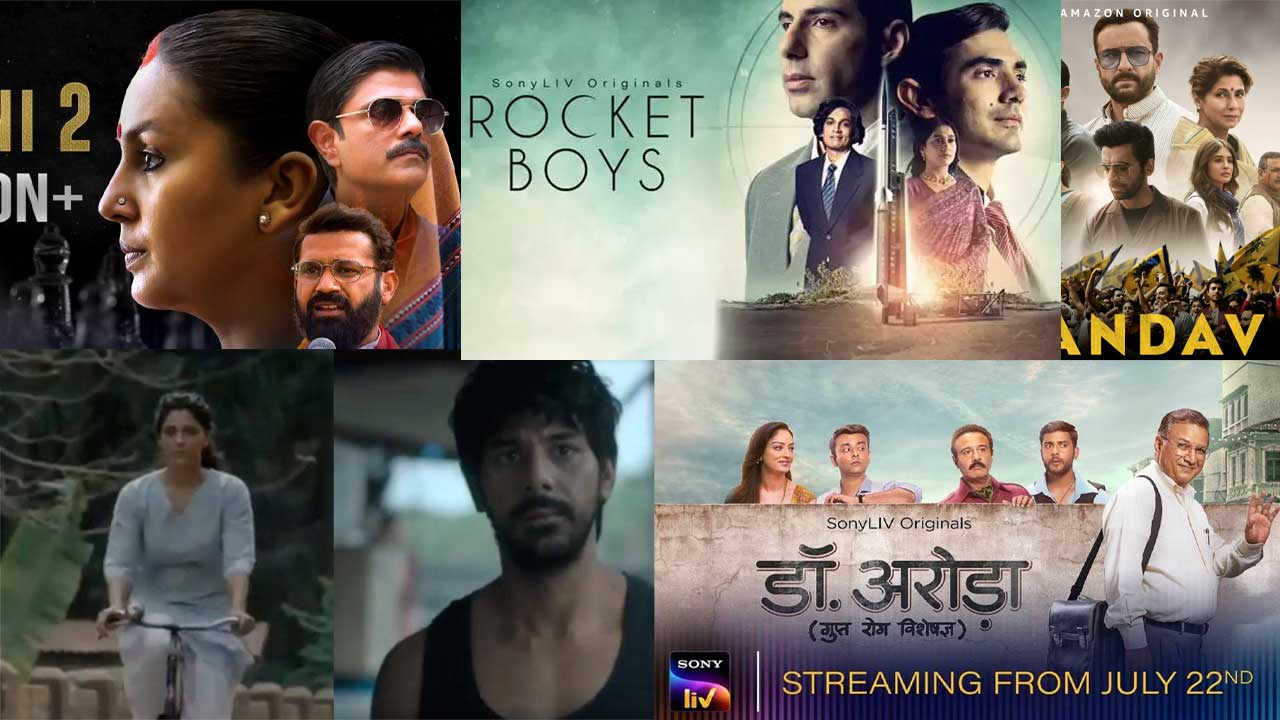 NI 2
ON+
SonyLIV Originals
ROCKET
BOYS
AMAZON ORIGINAL
ANDAV
SonyLIV Originals
डॉ. अरोड़ा
(गुप्त रोग विशेषज्ञ)
SONY
liv
STREAMING FROM JULY 22ND